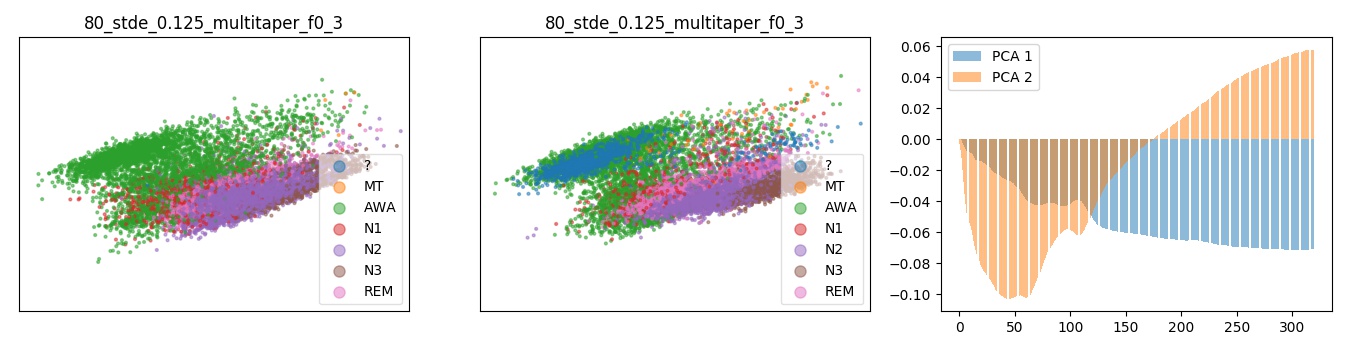 80_stde_0.125_multitaper_f0_3
?
MT
AWA
N1
N2
N3
REM
80_stde_0.125_multitaper_f0_3
?
MT
AWA
N1
N2
N3
REM
PCA 1
PCA 2
0.06
0.04
0.02
0.00
−0.02
−0.04
−0.06
−0.08
−0.10
0 50 100 150 200 250 300